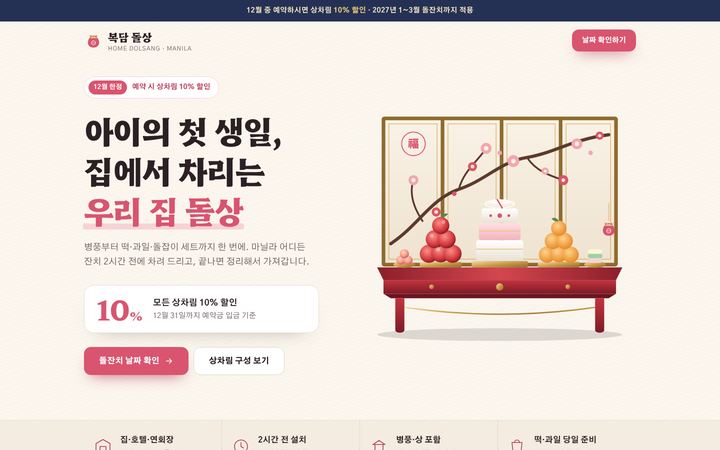 12월 중 예약하시면 상차림 10% 할인 · 2027년 1~3월 돌잔치까지 적용
복담 돌상
HOME DOLSANG · MANILA
날짜 확인하기
12월 한정 예약 시 상차림 10% 할인
아이의 첫 생일,
집에서 차리는
우리 집 돌상
병풍부터 떡·과일·돌잡이 세트까지 한 번에. 마닐라 어디든
잔치 2시간 전에 차려 드리고, 끝나면 정리해서 가져갑니다.
10% 모든 상차림 10% 할인
12월 31일까지 예약금 입금 기준
돌잔치 날짜 확인 →
상차림 구성 보기
福
집·호텔·연회장
2시간 전 설치
병풍·상 포함
떡·과일 당일 준비